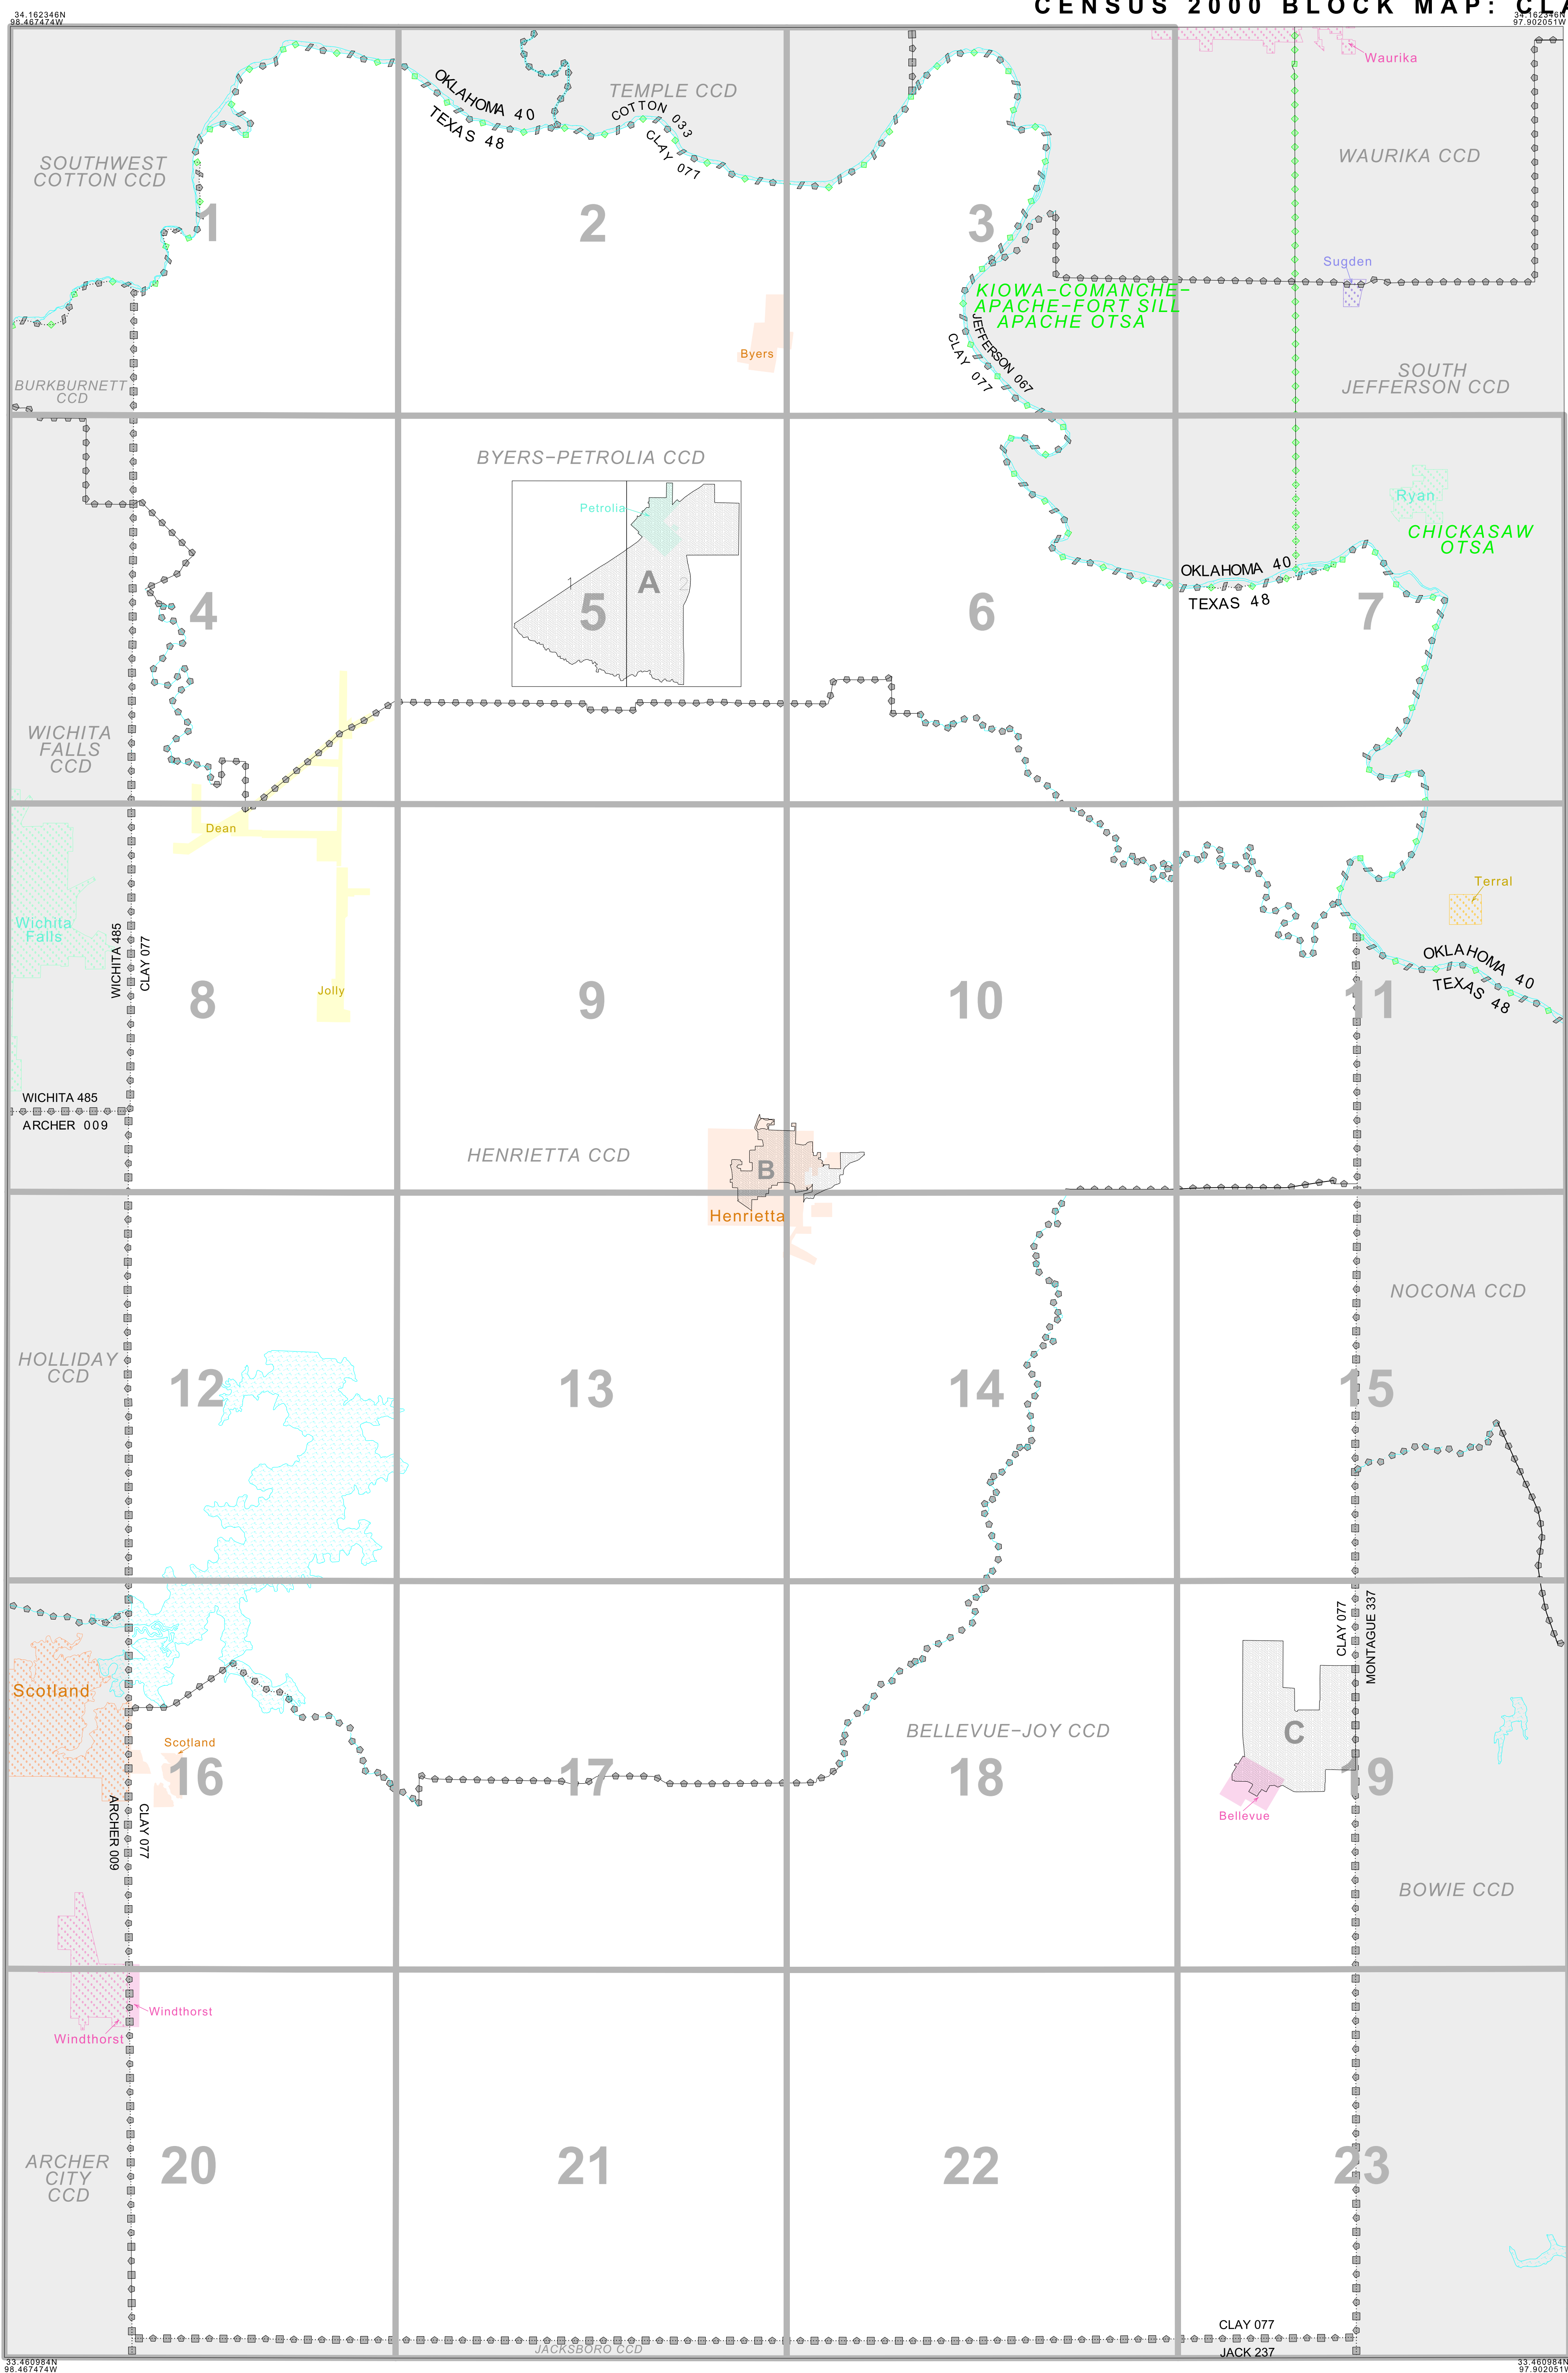 CENSUS 2000 BLOCK MAP: CLA
34.162346N
98.467474W
34.162346N
97.902051W
Waurika
TEMPLE CCD
OKLAHOMA 40
TEXAS 48
COTTON 033
CLAY 077
SOUTHWEST
COTTON CCD
WAURIKA CCD
1
2
3
Sugden
KIOWA-COMANCHE-
APACHE-FORT SILL
APACHE OTSA
JEFFERSON 067
CLAY 077
Byers
BURKBURNETT
CCD
SOUTH
JEFFERSON CCD
BYERS-PETROLIA CCD
Petrolia
Ryan
CHICKASAW
OTSA
OKLAHOMA 40
TEXAS 48
1
A
2
4
5
6
7
WICHITA
FALLS
CCD
Dean
Terral
Wichita
Falls
WICHITA 485
CLAY 077
OKLAHOMA 40
TEXAS 48
Jolly
8
9
10
11
WICHITA 485
ARCHER 009
HENRIETTA CCD
B
Henrietta
NOCONA CCD
HOLLIDAY
CCD
12
13
14
15
CLAY 077
MONTAGUE 337
Scotland
BELLEVUE-JOY CCD
C
Scotland
16
17
18
19
Bellevue
ARCHER 009
CLAY 077
BOWIE CCD
Windthorst
Windthorst
ARCHER
CITY
CCD
20
21
22
23
CLAY 077
JACKSBORO CCD
JACK 237
33.460984N
98.467474W
33.460984N
97.902051W